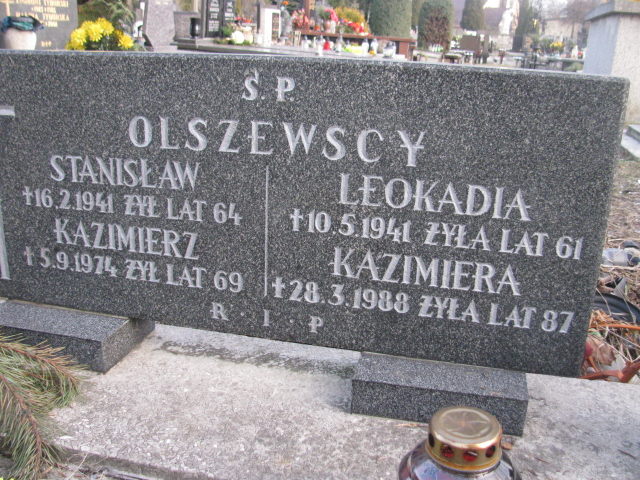 Ś.P.
OLSZEWSCY
STANISŁAW
†16.2.1941 ŻYŁ LAT 64
KAZIMIERZ
†5.9.1974 ŻYŁ LAT 69
LEOKADIA
†10.5.1941 ŻYŁA LAT 61
KAZIMIERA
†28.3.1988 ŻYŁA LAT 87
R·I·P